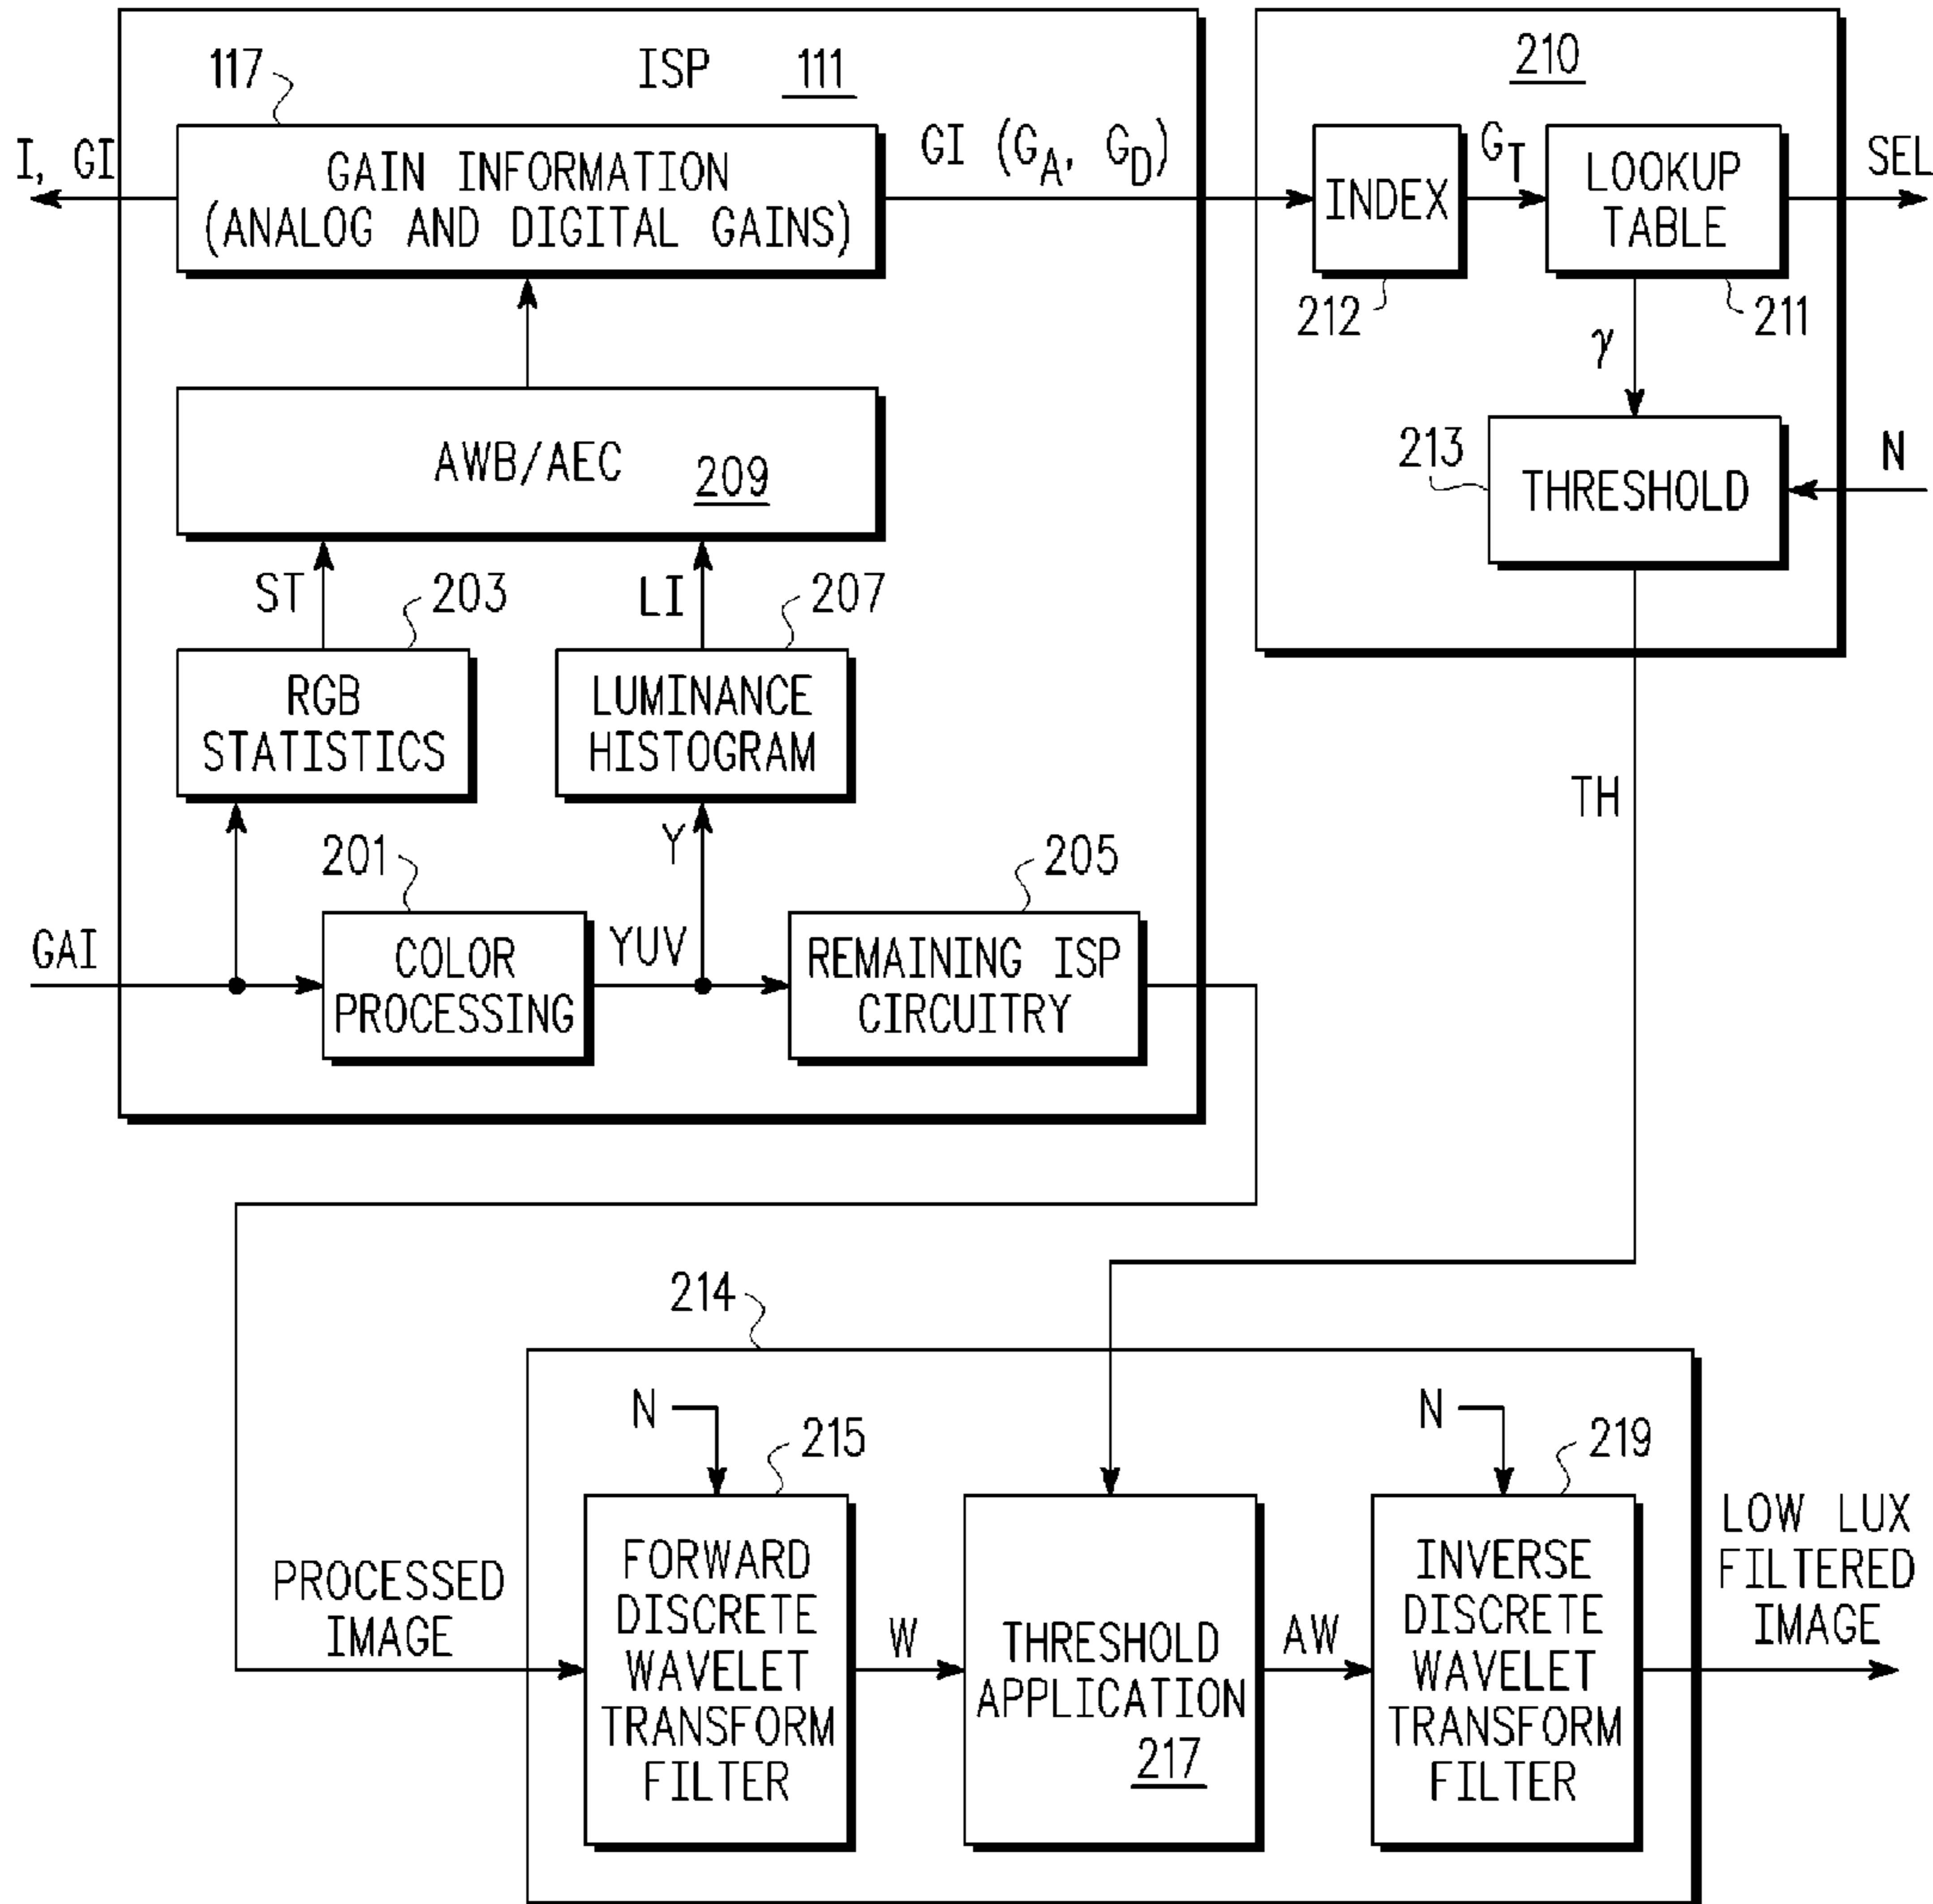 117
ISP 111
210
I, GI
GAIN INFORMATION
(ANALOG AND DIGITAL GAINS)
GI (GA, GD)
INDEX
GT
LOOKUP
TABLE
SEL
212
211
γ
AWB/AEC 209
213
THRESHOLD
N
ST
203
LI
207
RGB
STATISTICS
LUMINANCE
HISTOGRAM
TH
201
Y
205
GAI
COLOR
PROCESSING
YUV
REMAINING ISP
CIRCUITRY
214
N
215
N
219
PROCESSED
IMAGE
FORWARD
DISCRETE
WAVELET
TRANSFORM
FILTER
W
THRESHOLD
APPLICATION
217
AW
INVERSE
DISCRETE
WAVELET
TRANSFORM
FILTER
LOW LUX
FILTERED
IMAGE